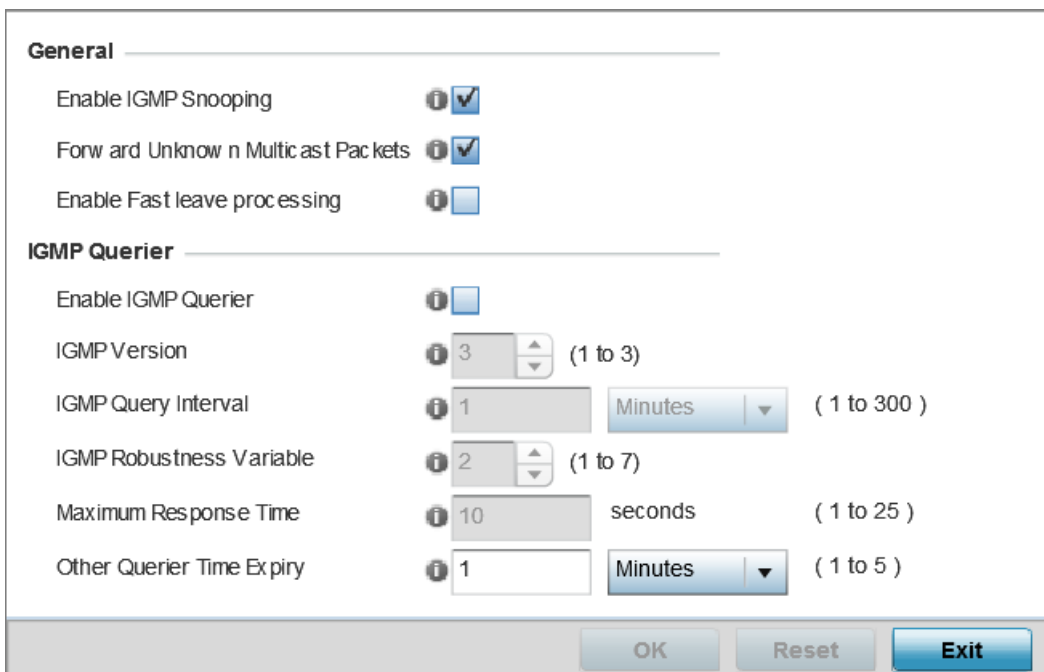 General
Enable IGMP Snooping
Forward Unknown Multicast Packets
Enable Fast leave processing
IGMP Querier
Enable IGMP Querier
IGMP Version 3 (1 to 3)
IGMP Query Interval 1 Minutes ( 1 to 300 )
IGMP Robustness Variable 2 (1 to 7)
Maximum Response Time 10 seconds ( 1 to 25 )
Other Querier Time Expiry 1 Minutes ( 1 to 5 )
OK Reset Exit